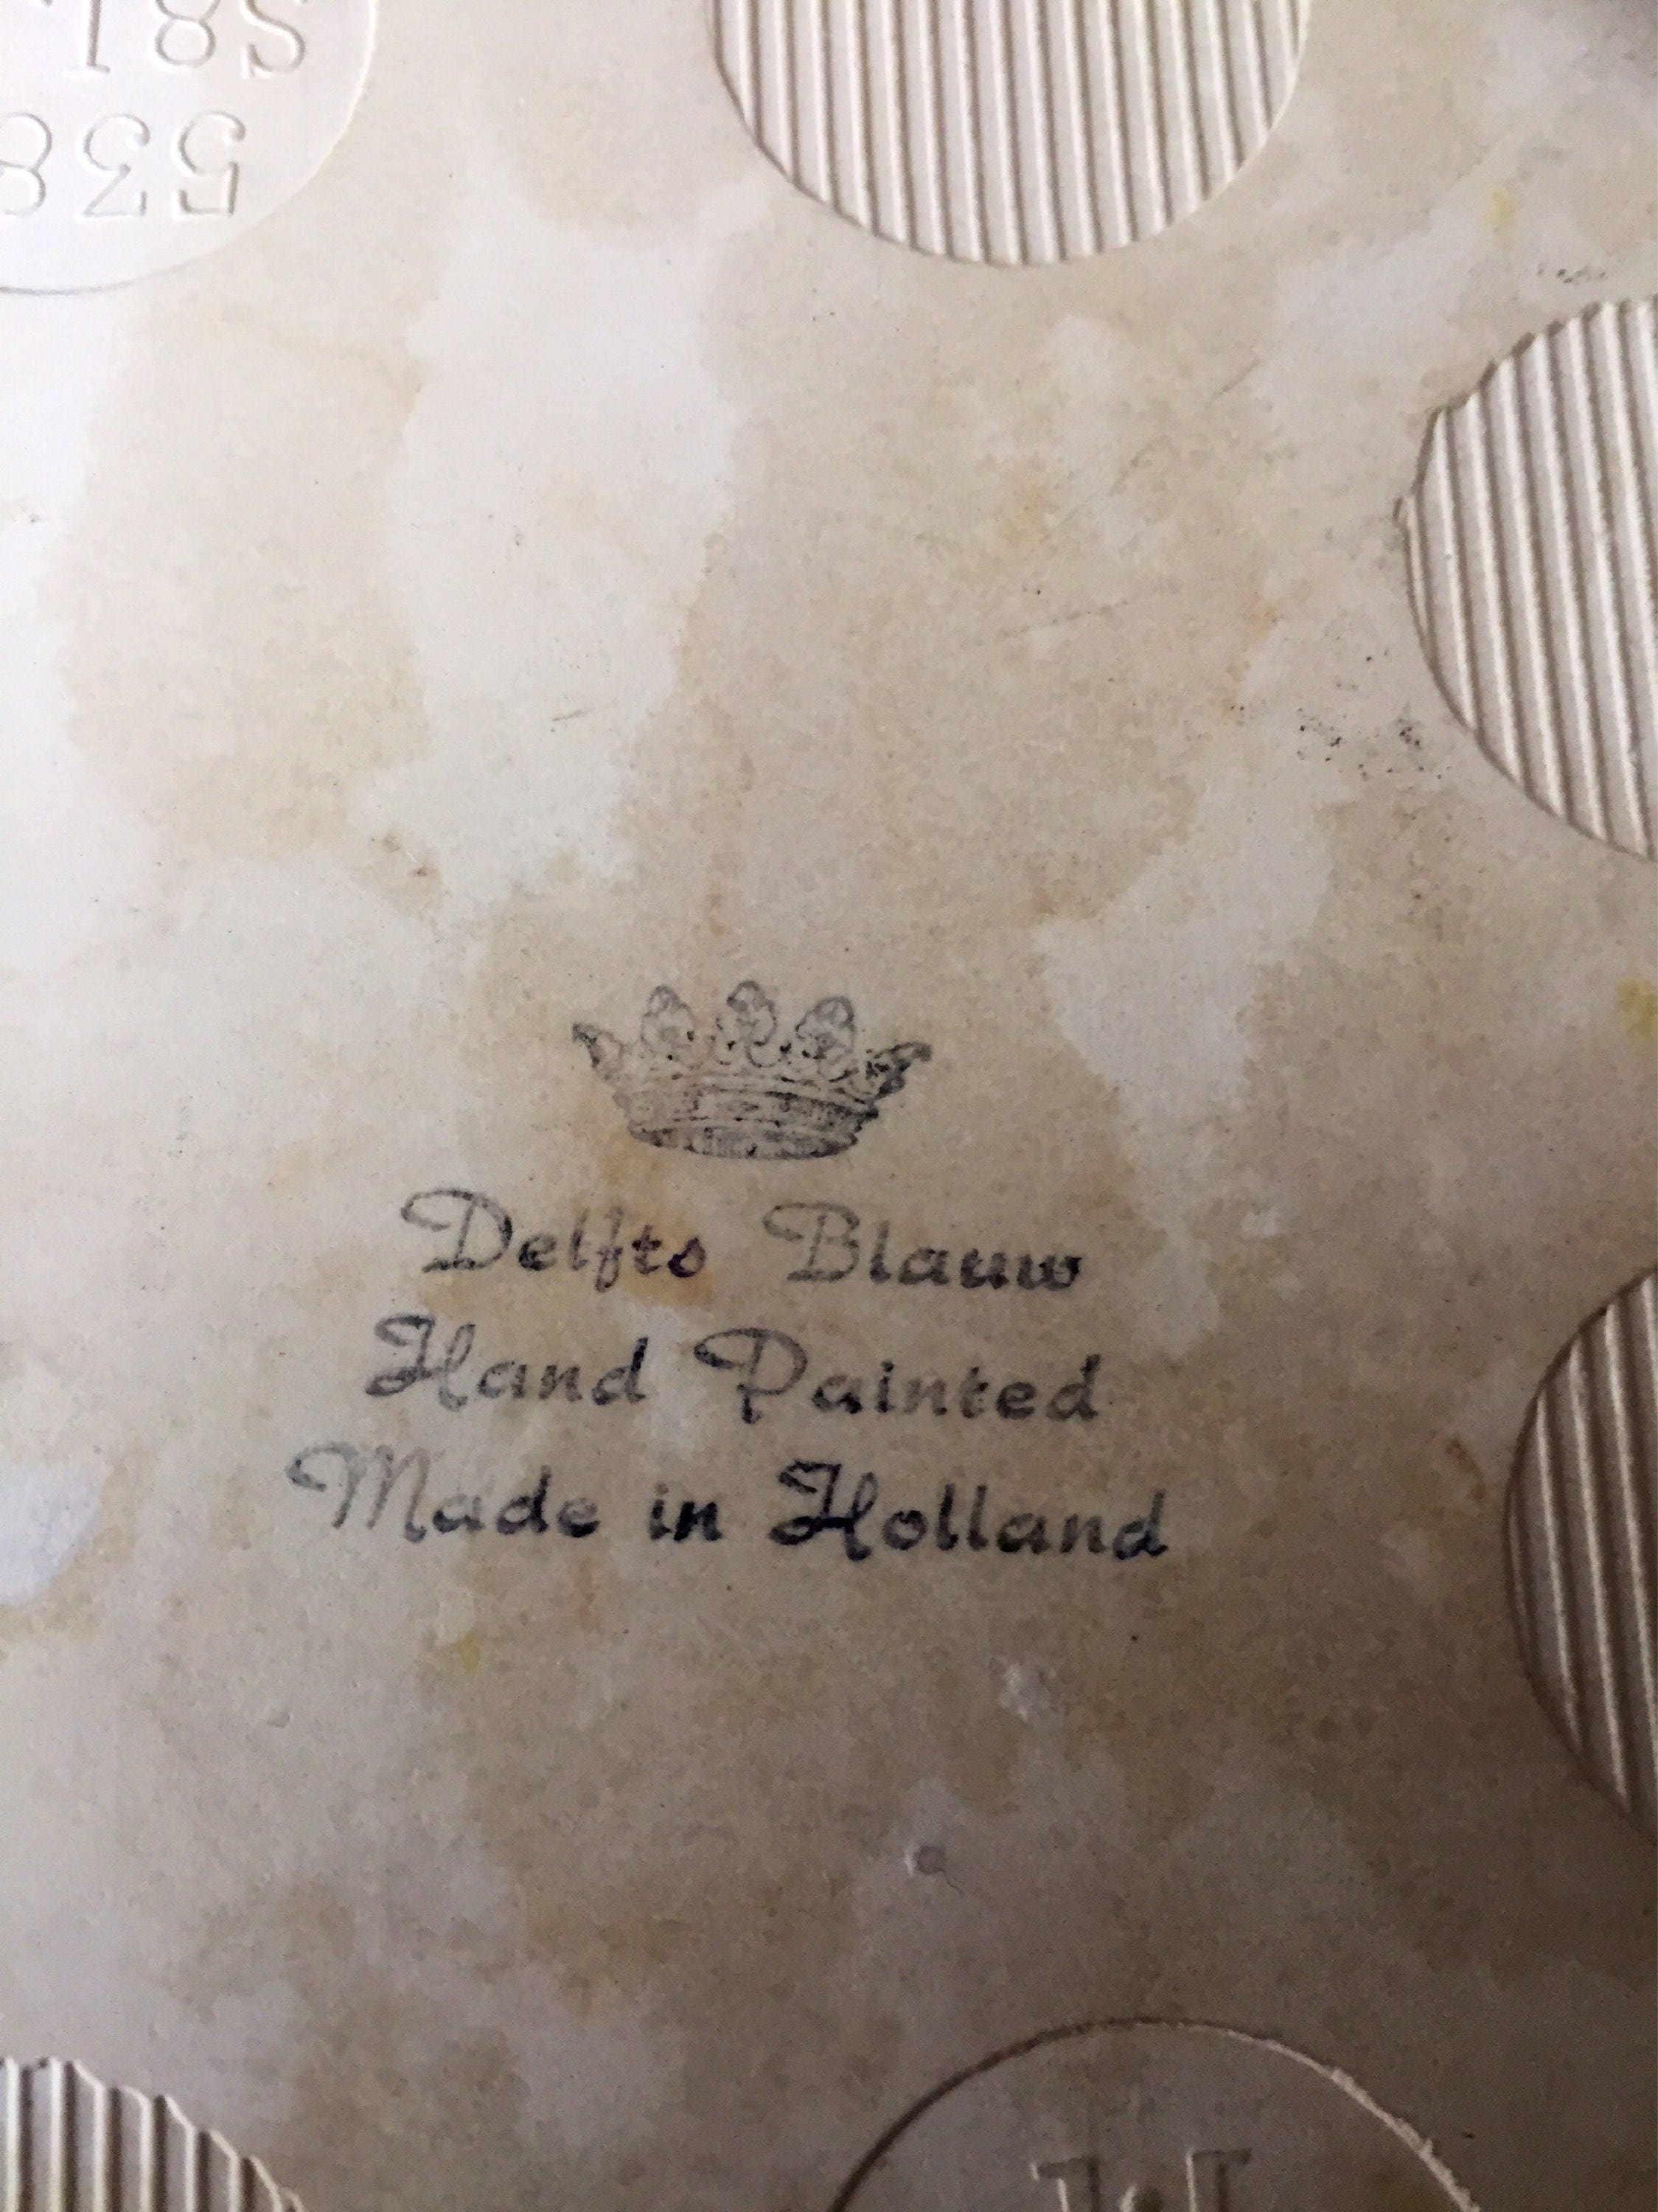 Delfts Blauw
Hand Painted
Made in Holland